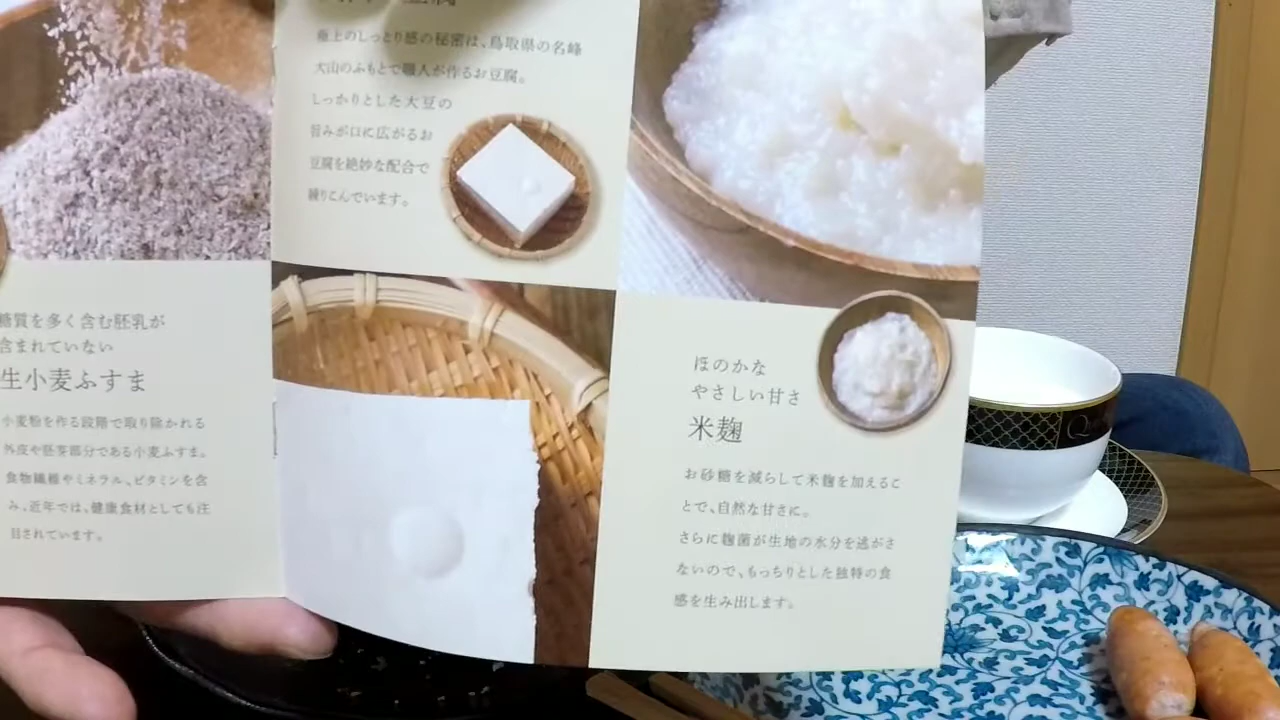 糖質を多く含む胚乳が
含まれていない
生小麦ふすま
小麦粉を作る段階で取り除かれる
外皮や胚芽部分である小麦ふすま。
食物繊維やミネラル、ビタミンを含
み、近年では、健康食材としても注
目されています。
極上のしっとり感の秘密は、鳥取県の名峰
大山のふもとで職人が作るお豆腐。
しっかりとした大豆の
旨みが口に広がるお
豆腐を絶妙な配合で
練りこんでいます。
ほのかな
やさしい甘さ
米麹
お砂糖を減らして米麹を加えるこ
とで、自然な甘さに。
さらに麹菌が生地の水分を逃がさ
ないので、もっちりとした独特の食
感を生み出します。